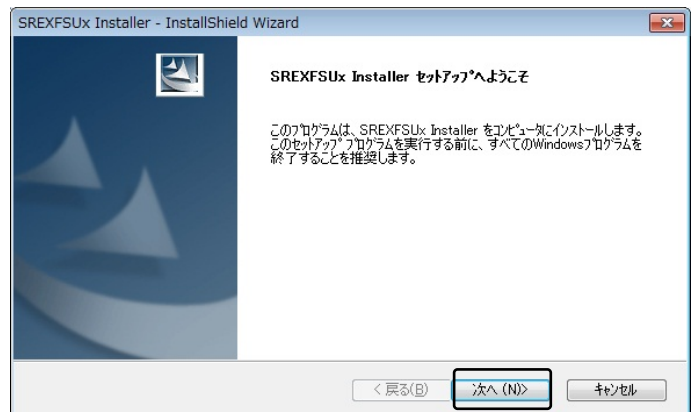 SREXFSUx Installer - InstallShield Wizard
SREXFSUx Installer ｾｯﾄｱｯﾌﾟへようこそ
このﾌﾟﾛｸﾞﾗﾑは、SREXFSUx Installer をｺﾝﾋﾟｭｰﾀにｲﾝｽﾄｰﾙします。
このｾｯﾄｱｯﾌﾟ ﾌﾟﾛｸﾞﾗﾑを実行する前に、すべてのWindowsﾌﾟﾛｸﾞﾗﾑを
終了することを推奨します。
< 戻る(B)
次へ (N)>
ｷｬﾝｾﾙ